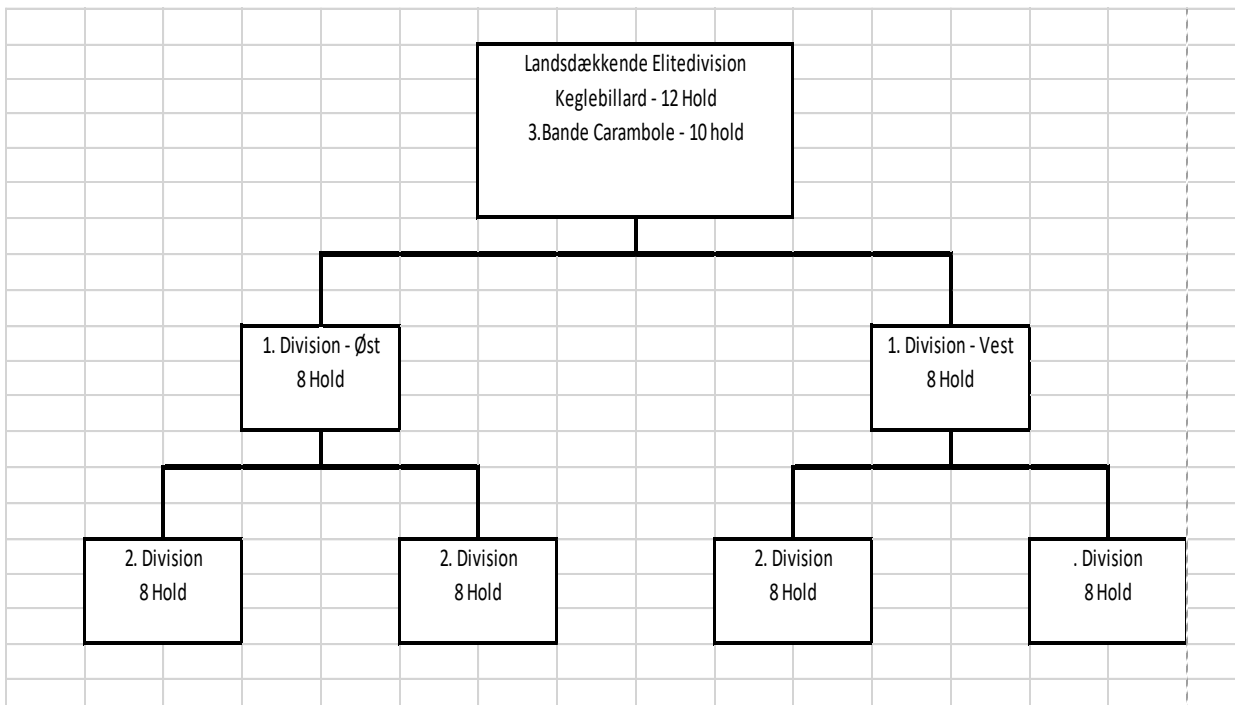 Landsdækkende Elitedivision
Keglebillard - 12 Hold
3.Bande Carambole - 10 hold
1. Division - Øst
8 Hold
1. Division - Vest
8 Hold
2. Division
8 Hold
2. Division
8 Hold
2. Division
8 Hold
. Division
8 Hold